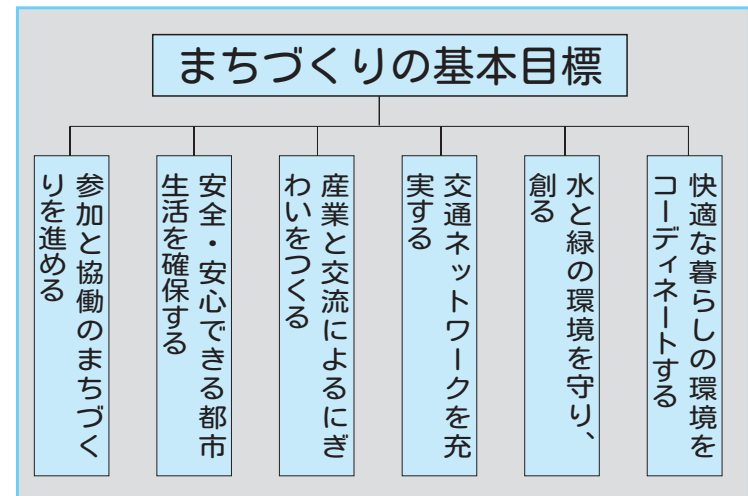 まちづくりの基本目標
快適な暮らしの環境を
コーディネートする
水と緑の環境を守り、
創る
交通ネットワークを充
実する
産業と交流によるにぎ
わいをつくる
安全・安心できる都市
生活を確保する
参加と協働のまちづく
りを進める